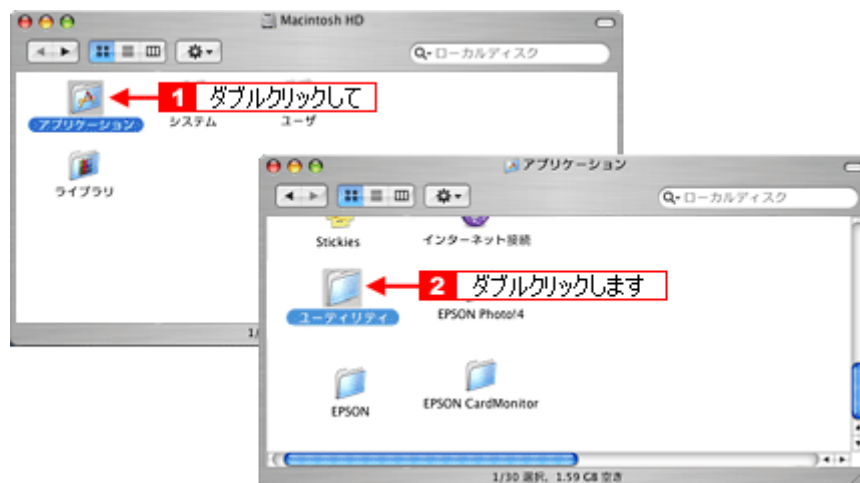 Macintosh HD
ローカルディスク
1 ダブルクリックして
アプリケーション
システム
ユーザ
ライブラリ
1/
アプリケーション
ローカルディスク
Stickies
インターネット接続
2 ダブルクリックします
ユーティリティ
EPSON Photo!4
EPSON
EPSON CardMonitor
1/30 選択、1.59 GB 空き